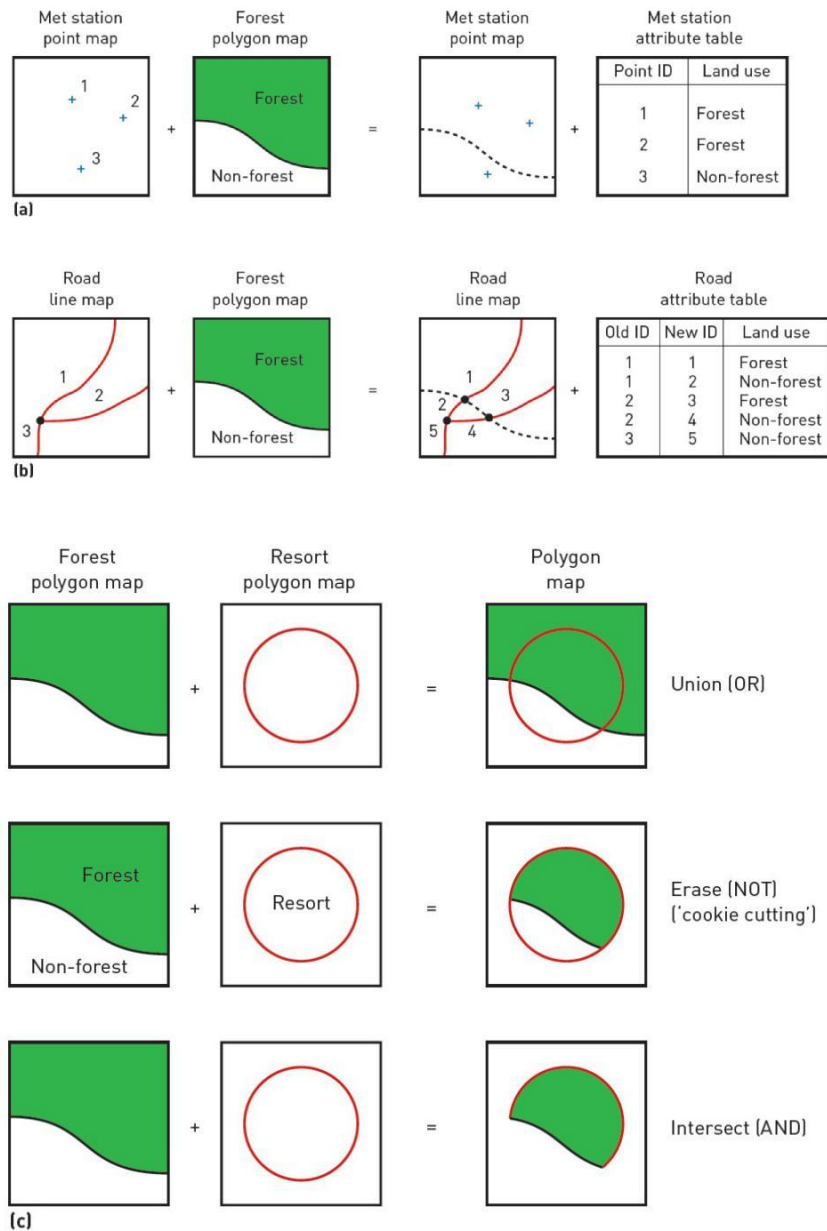 Met station
point map
Forest
polygon map
Met station
point map
Met station
attribute table
1
2
3
+
Forest
Non-forest
=
+
Point ID Land use
1 Forest
2 Forest
3 Non-forest
(a)
Road
line map
Forest
polygon map
Road
line map
Road
attribute table
1
2
3
+
Forest
Non-forest
=
1
2
3
4
5
+
Old ID New ID Land use
1 1 Forest
1 2 Non-forest
2 3 Forest
2 4 Non-forest
3 5 Non-forest
(b)
Forest
polygon map
Resort
polygon map
Polygon
map
+
=
Union (OR)
Forest
Non-forest
+
Resort
=
Erase (NOT)
('cookie cutting')
+
=
Intersect (AND)
(c)